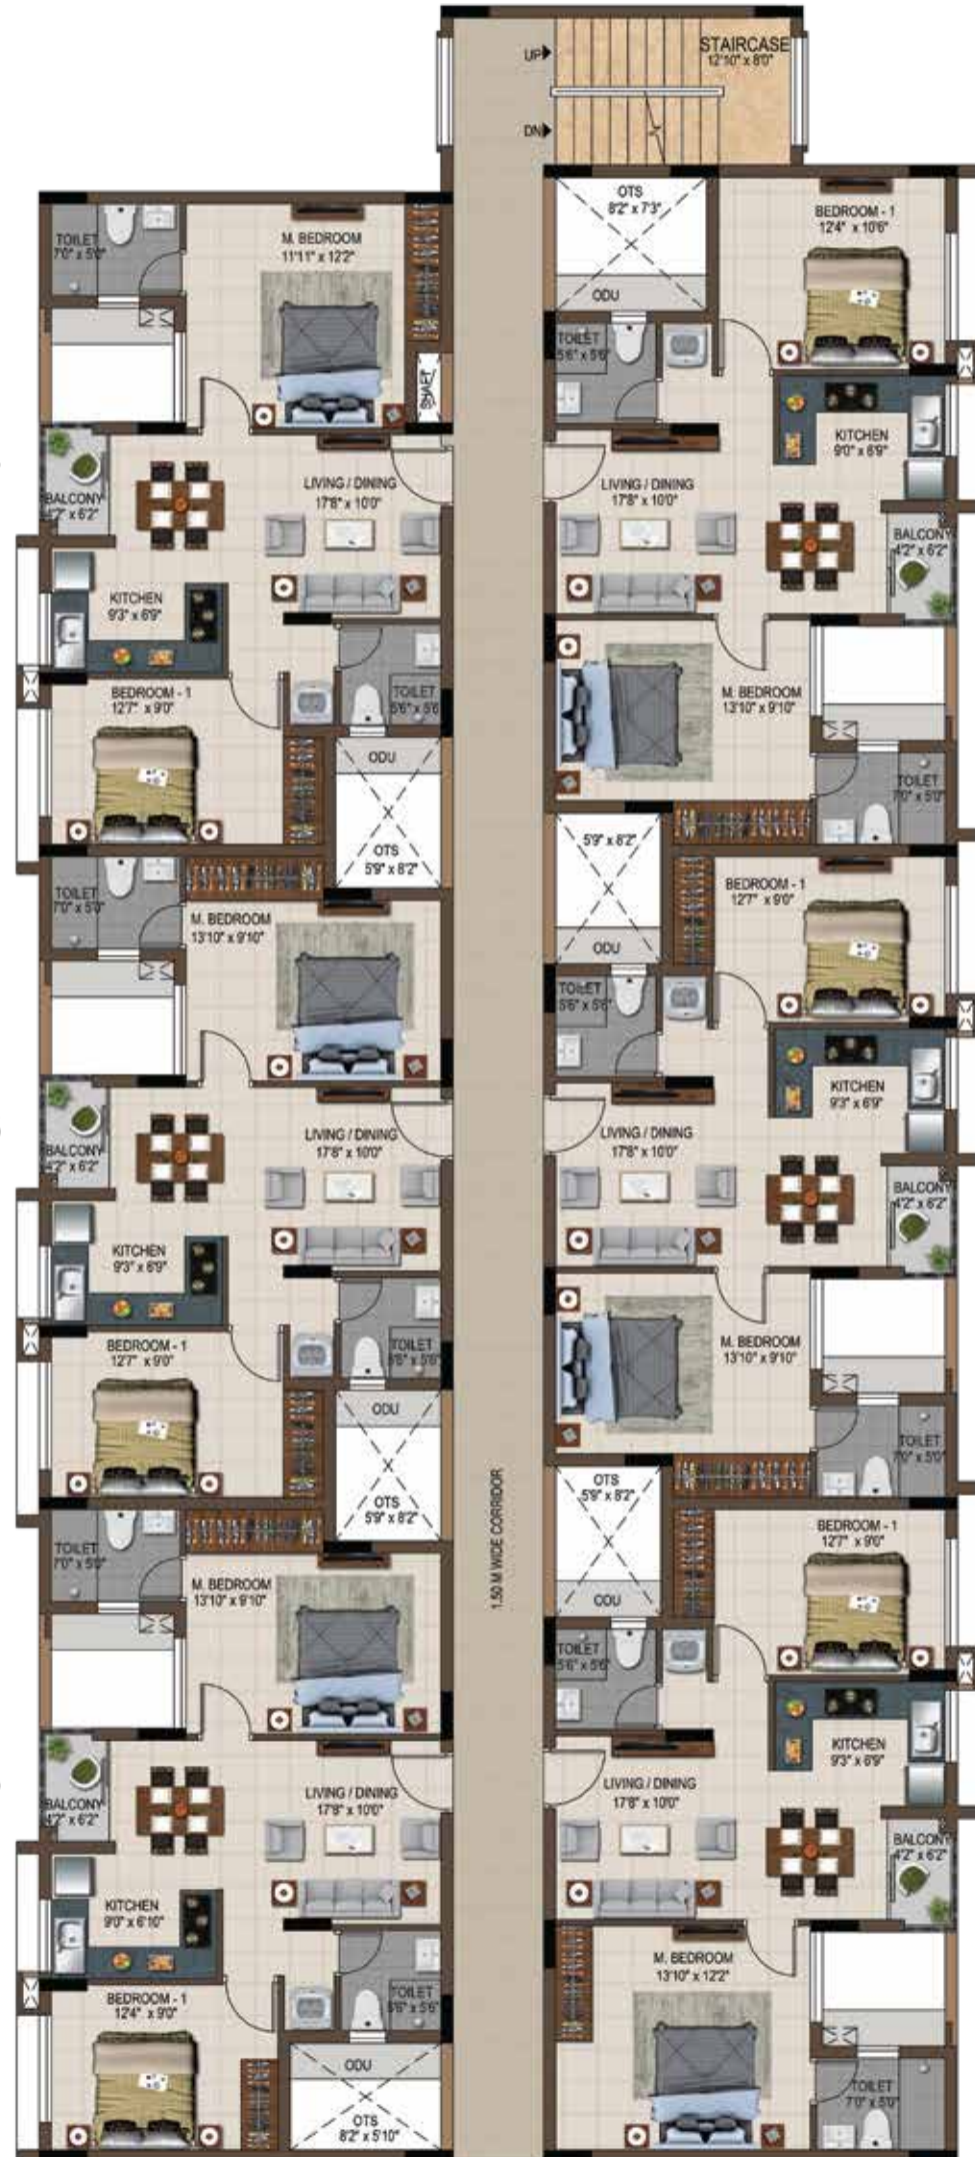 STAIRCASE
12'10" x 8'0"
UP
DN
OTS
8'2" x 7'3"
ODU
BEDROOM - 1
12'4" x 10'6"
TOILET
7'0" x 5'0"
M. BEDROOM
11'11" x 12'2"
SHAFT
TOILET
5'6" x 5'6"
KITCHEN
9'0" x 6'9"
BALCONY
4'2" x 6'2"
LIVING / DINING
17'8" x 10'0"
LIVING / DINING
17'8" x 10'0"
BALCONY
4'2" x 6'2"
KITCHEN
9'3" x 6'9"
BEDROOM - 1
12'7" x 9'0"
TOILET
5'6" x 5'6
M. BEDROOM
13'10" x 9'10"
ODU
OTS
5'9" x 8'2"
TOILET
7'0" x 5'0"
5'9" x 8'2"
ODU
TOILET
7'0" x 5'0"
M. BEDROOM
13'10" x 9'10"
BEDROOM - 1
12'7" x 9'0"
TOILET
5'6" x 5'6"
KITCHEN
9'3" x 6'9"
BALCONY
4'2" x 6'2"
LIVING / DINING
17'8" x 10'0"
LIVING / DINING
17'8" x 10'0"
BALCONY
4'2" x 6'2"
KITCHEN
9'3" x 6'9"
BEDROOM - 1
12'7" x 9'0"
TOILET
5'6" x 5'6"
M. BEDROOM
13'10" x 9'10"
ODU
OTS
5'9" x 8'2"
TOILET
7'0" x 5'0"
1.50 M WIDE CORRIDOR
OTS
5'9" x 8'2"
ODU
TOILET
7'0" x 5'0"
M. BEDROOM
13'10" x 9'10"
BEDROOM - 1
12'7" x 9'0"
TOILET
5'6" x 5'6"
KITCHEN
9'3" x 6'9"
BALCONY
4'2" x 6'2"
LIVING / DINING
17'8" x 10'0"
LIVING / DINING
17'8" x 10'0"
BALCONY
4'2" x 6'2"
KITCHEN
9'0" x 6'10"
BEDROOM - 1
12'4" x 9'0"
TOILET
5'6" x 5'6"
M. BEDROOM
13'10" x 12'2"
ODU
OTS
8'2" x 5'10"
TOILET
7'0" x 5'0"